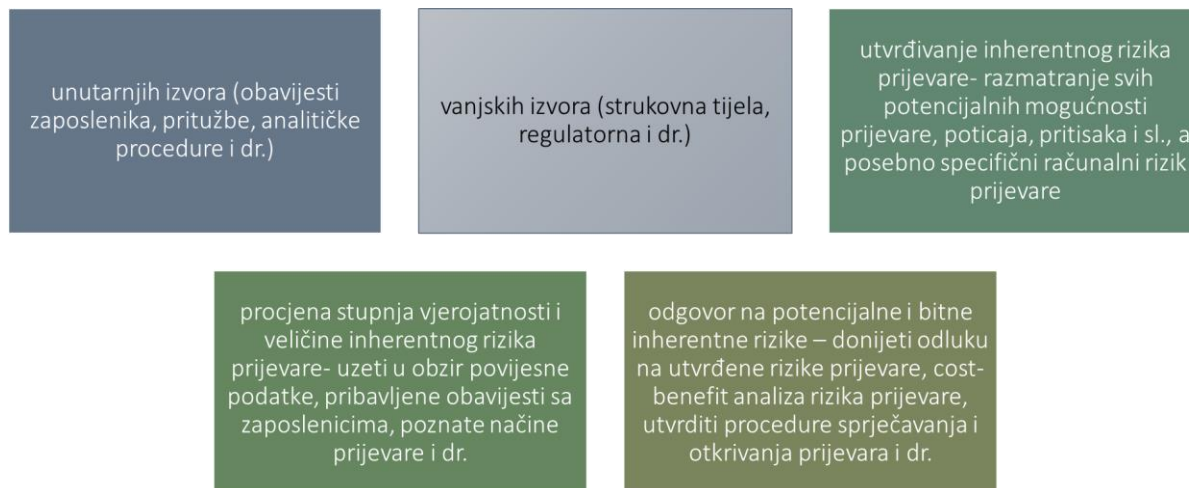 unutarnjih izvora (obavijesti
zaposlenika, pritužbe, analitičke
procedure i dr.)
vanjskih izvora (strukovna tijela,
regulatorna i dr.)
utvrđivanje inherentnog rizika
prijevare- razmatranje svih
potencijalnih mogućnosti
prijevare, poticaja, pritisaka i sl., a
posebno specifični računalni rizik
prijevare
procjena stupnja vjerojatnosti i
veličine inherentnog rizika
prijevare- uzeti u obzir povijesne
podatke, pribavljene obavijesti sa
zaposlenicima, poznate načine
prijevare i dr.
odgovor na potencijalne i bitne
inherentne rizike – donijeti odluku
na utvrđene rizike prijevare, cost-
benefit analiza rizika prijevare,
utvrditi procedure sprječavanja i
otkrivanja prijevara i dr.